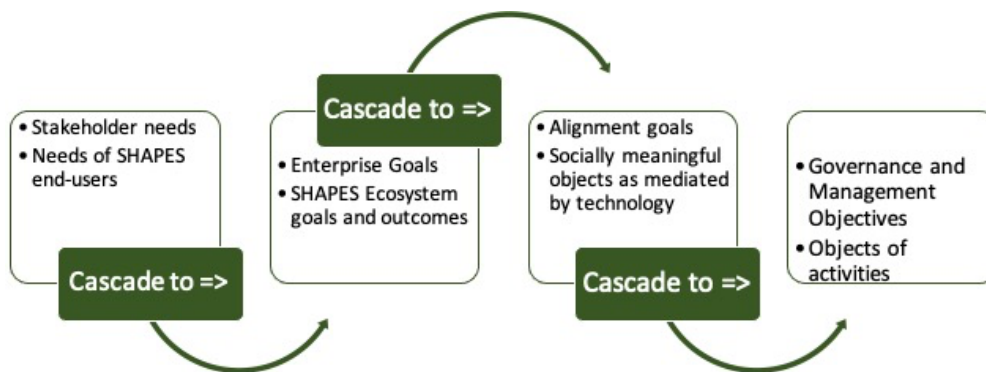 • Stakeholder needs
• Needs of SHAPES
end-users
Cascade to =>
Cascade to =>
• Enterprise Goals
• SHAPES Ecosystem
goals and outcomes
• Alignment goals
• Socially meaningful
objects as mediated
by technology
Cascade to =>
• Governance and
Management
Objectives
• Objects of
activities